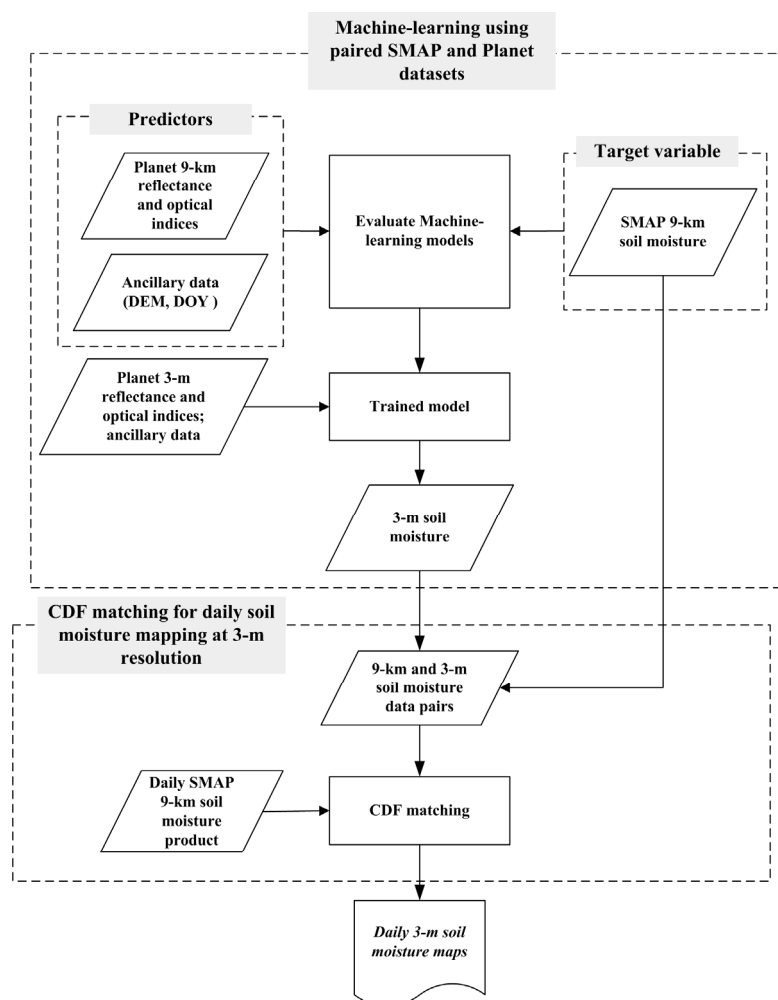 Machine-learning using
paired SMAP and Planet
datasets
Predictors
Planet 9-km
reflectance
and optical
indices
Ancillary data
(DEM, DOY )
Evaluate Machine-
learning models
Target variable
SMAP 9-km
soil moisture
Planet 3-m
reflectance and
optical indices;
ancillary data
Trained model
3-m soil
moisture
CDF matching for daily soil
moisture mapping at 3-m
resolution
9-km and 3-m
soil moisture
data pairs
Daily SMAP
9-km soil
moisture
product
CDF matching
Daily 3-m soil
moisture maps